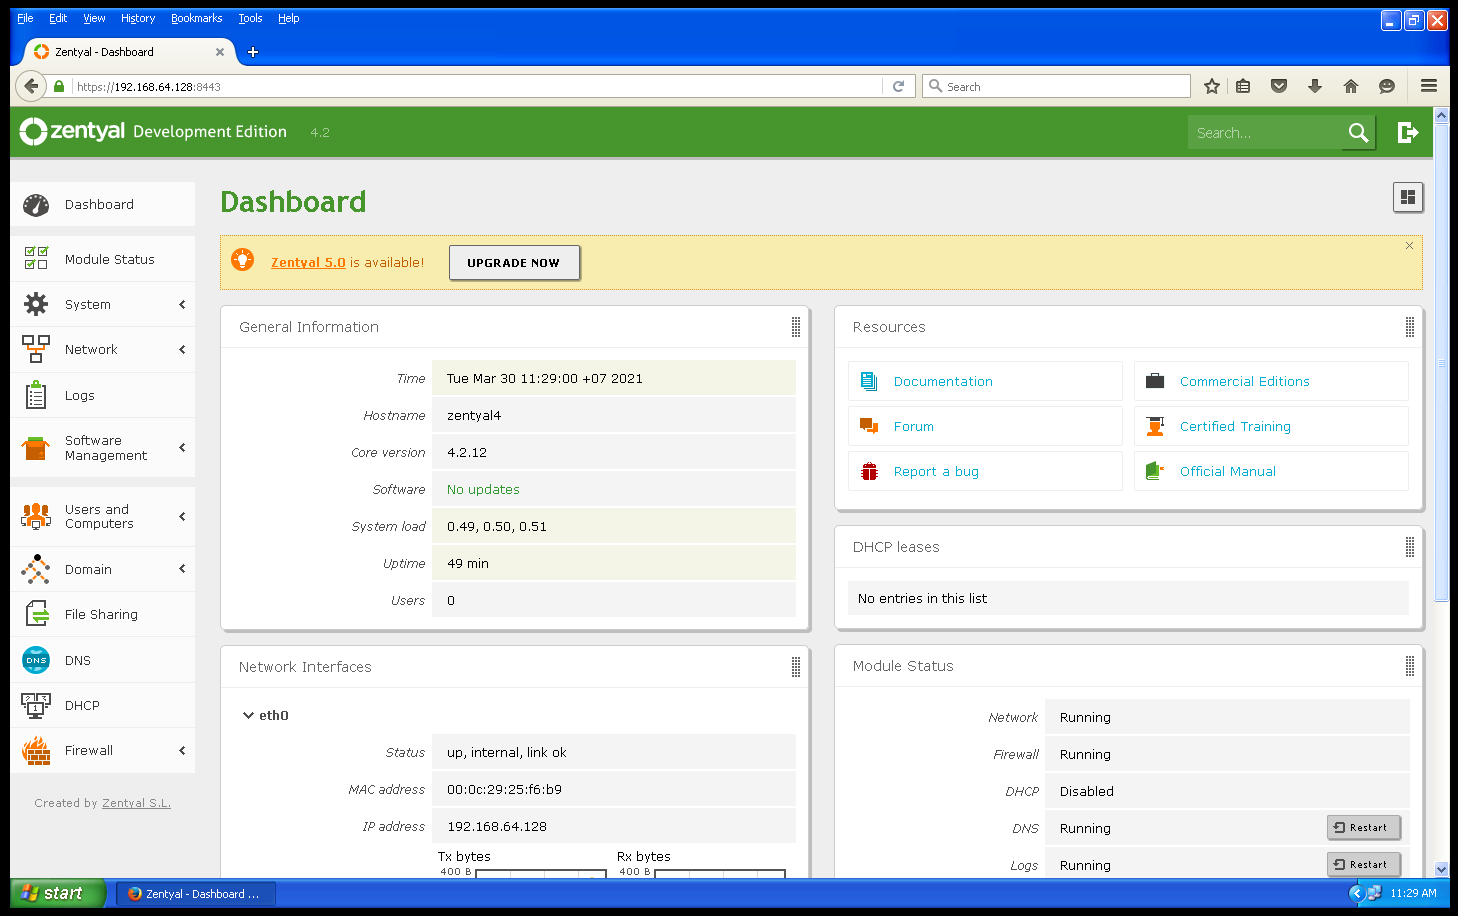 File Edit View History Bookmarks Tools Help
Zentyal - Dashboard
https://192.168.64.128:8443
Search
zentyal Development Edition 4.2
Search...
Dashboard
Module Status
System
Network
Logs
Software
Management
Users and
Computers
Domain
File Sharing
DNS
DNS
DHCP
Firewall
Created by Zentyal S.L.
Dashboard
Zentyal 5.0 is available!
UPGRADE NOW
General Information
Time Tue Mar 30 11:29:00 +07 2021
Hostname zentyal4
Core version 4.2.12
Software No updates
System load 0.49, 0.50, 0.51
Uptime 49 min
Users 0
Network Interfaces
eth0
Status up, internal, link ok
MAC address 00:0c:29:25:f6:b9
IP address 192.168.64.128
Tx bytes Rx bytes
400 B 400 B
Resources
Documentation Commercial Editions
Forum Certified Training
Report a bug Official Manual
DHCP leases
No entries in this list
Module Status
Network Running
Firewall Running
DHCP Disabled
DNS Running Restart
Logs Running Restart
start
Zentyal - Dashboard ...
11:29 AM